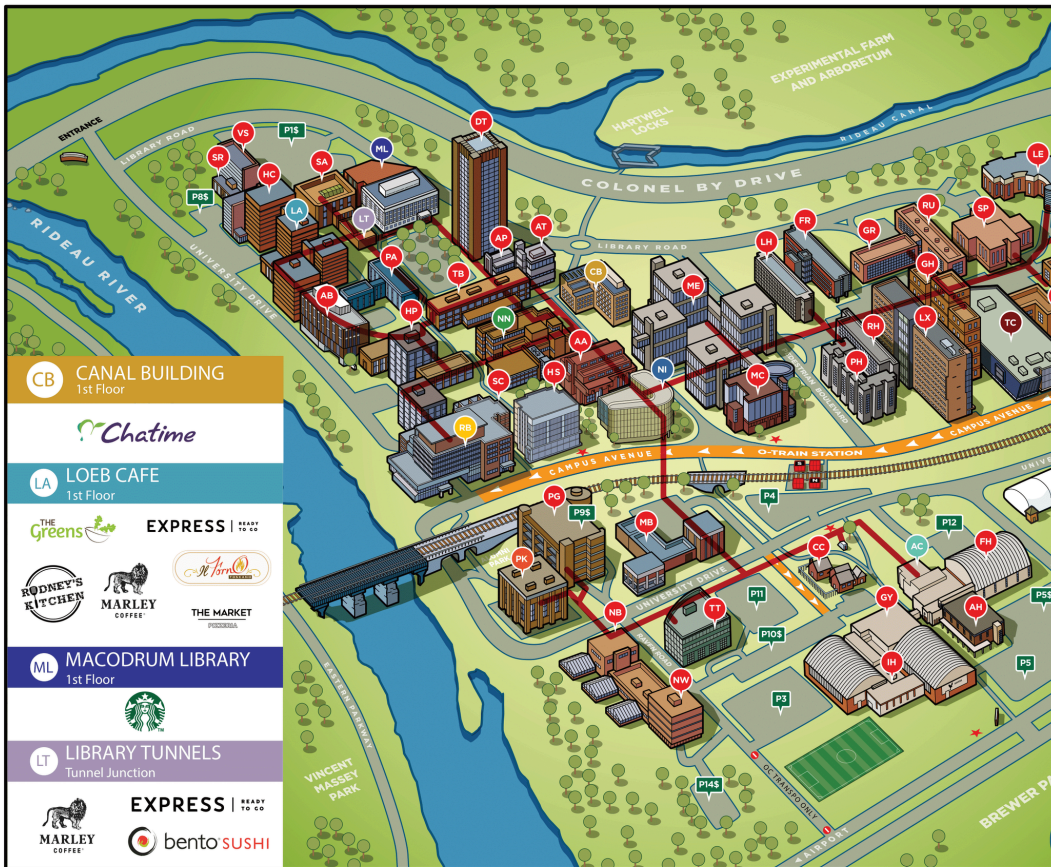 EXPERIMENTAL FARM
AND ARBORETUM
HARTWELL
LOCKS
RIDEAU CANAL
COLONEL BY DRIVE
ENTRANCE
LIBRARY ROAD
LIBRARY ROAD
P1$
P8$
VS
SR
HC
SA
ML
DT
LA
LT
UNIVERSITY DRIVE
RIDEAU RIVER
AB
PA
HP
TB
NN
AP
AT
CB
ME
LH
FR
GR
RU
SP
LE
GH
TC
LX
RH
PH
AA
HS
SC
NI
MC
RB
CAMPUS AVENUE
O-TRAIN STATION
CAMPUS AVENUE
PG
P9$
MB
PK
P4
P12
CC
AC
FH
UNIVERSITY DRIVE
NB
TT
P11
P10$
GY
AH
P5$
P5
IH
NW
P3
P14$
OC TRANSPO ONLY
AIRPORT
BREWER P
EASTERN PARKWAY
VINCENT
MASSEY
PARK
CB CANAL BUILDING
1st Floor
Chatime
LA LOEB CAFE
1st Floor
THE
Greens
EXPRESS | READY
TO GO
RODNEY'S
KITCHEN
MARLEY
COFFEE
Il Forno
THE MARKET
PIZZERIA
ML MACODRUM LIBRARY
1st Floor
LT LIBRARY TUNNELS
Tunnel Junction
MARLEY
COFFEE
EXPRESS | READY
TO GO
bento SUSHI